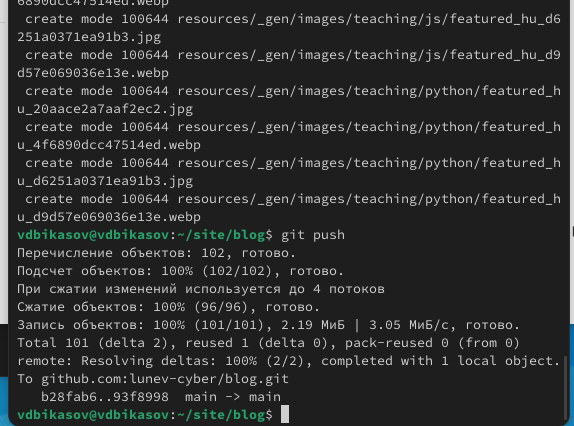 6890dcc47514ed.webp
 create mode 100644 resources/_gen/images/teaching/js/featured_hu_d6
251a0371ea91b3.jpg
 create mode 100644 resources/_gen/images/teaching/js/featured_hu_d9
d57e069036e13e.webp
 create mode 100644 resources/_gen/images/teaching/python/featured_h
u_20aace2a7aaf2ec2.jpg
 create mode 100644 resources/_gen/images/teaching/python/featured_h
u_4f6890dcc47514ed.webp
 create mode 100644 resources/_gen/images/teaching/python/featured_h
u_d6251a0371ea91b3.jpg
 create mode 100644 resources/_gen/images/teaching/python/featured_h
u_d9d57e069036e13e.webp
vdbikasov@vdbikasov:~/site/blog$ git push
Перечисление объектов: 102, готово.
Подсчет объектов: 100% (102/102), готово.
При сжатии изменений используется до 4 потоков
Сжатие объектов: 100% (96/96), готово.
Запись объектов: 100% (101/101), 2.19 МиБ | 3.05 МиБ/с, готово.
Total 101 (delta 2), reused 1 (delta 0), pack-reused 0 (from 0)
remote: Resolving deltas: 100% (2/2), completed with 1 local object.
To github.com:lunev-cyber/blog.git
   b28fab6..93f8998  main -> main
vdbikasov@vdbikasov:~/site/blog$